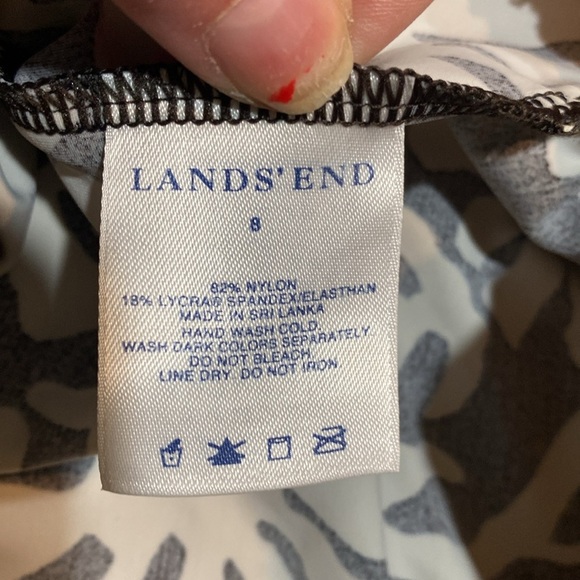 LANDS' END
8
82% NYLON
18% LYCRA® SPANDEX/ELASTHAN
MADE IN SRI LANKA
HAND WASH COLD.
WASH DARK COLORS SEPARATELY
DO NOT BLEACH.
LINE DRY. DO NOT IRON